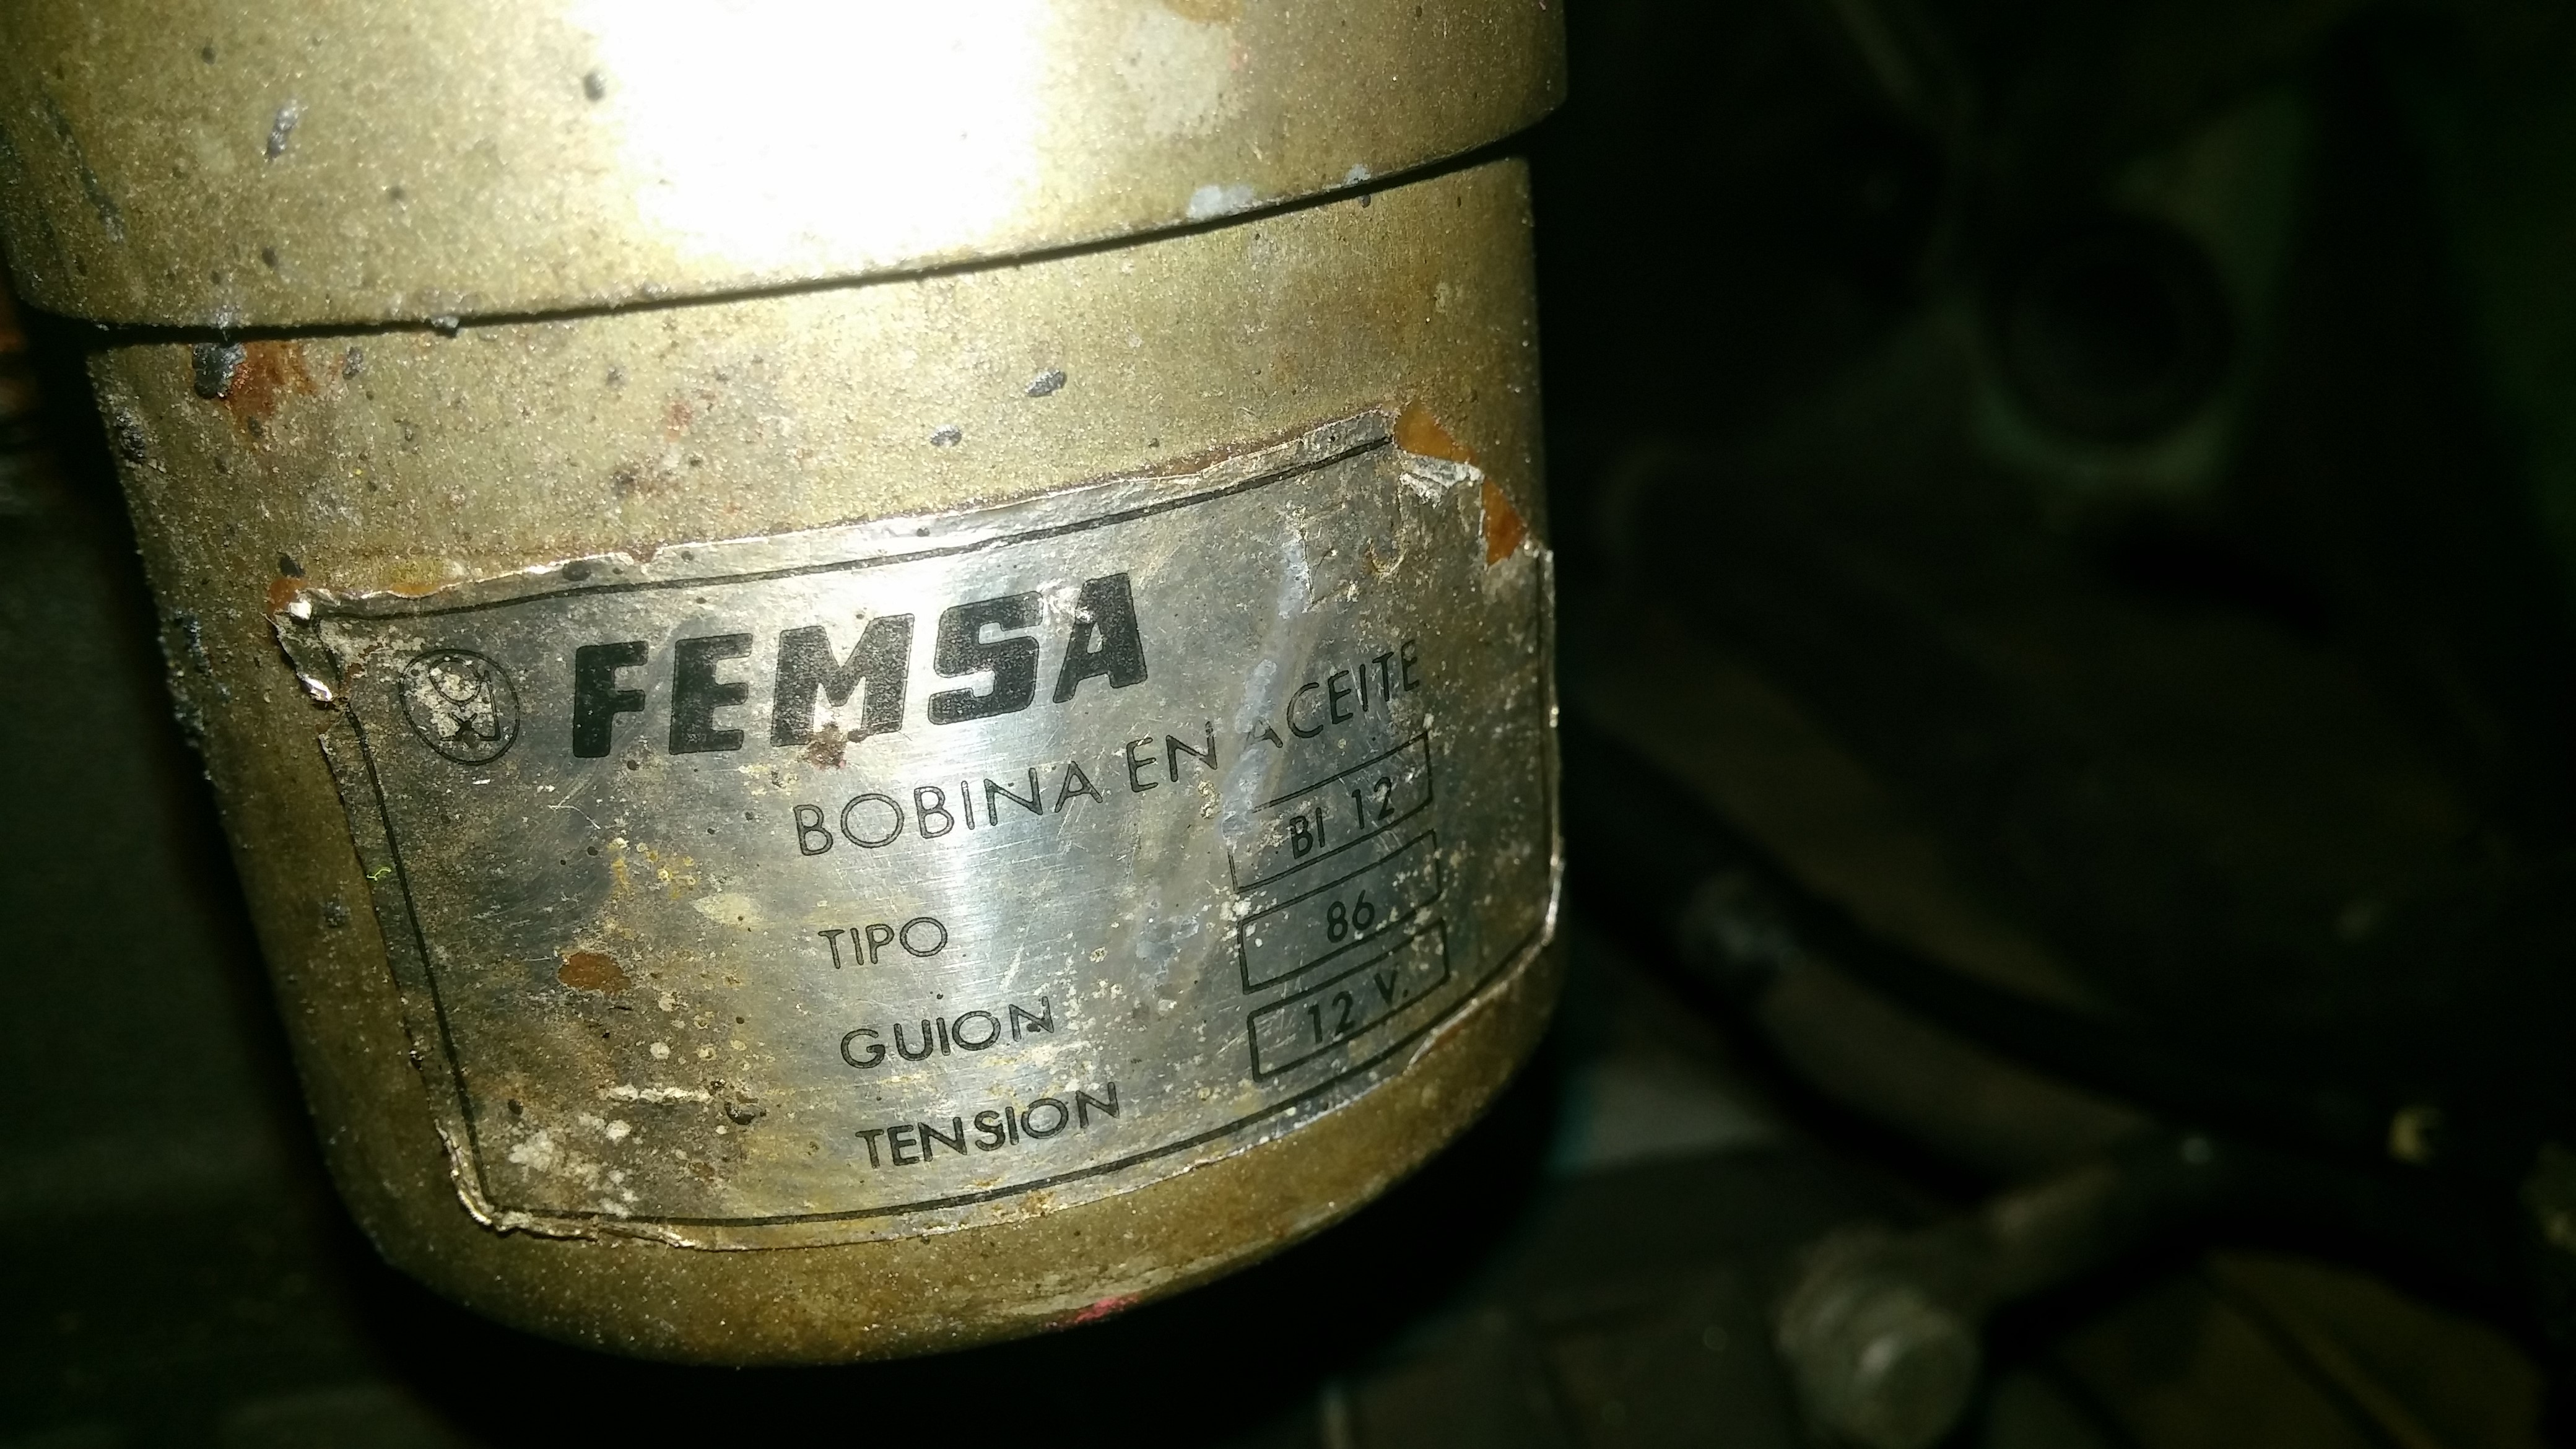 FEMSA
BOBINA EN ACEITE
TIPO BI 12
GUION 86
TENSION 12 V.